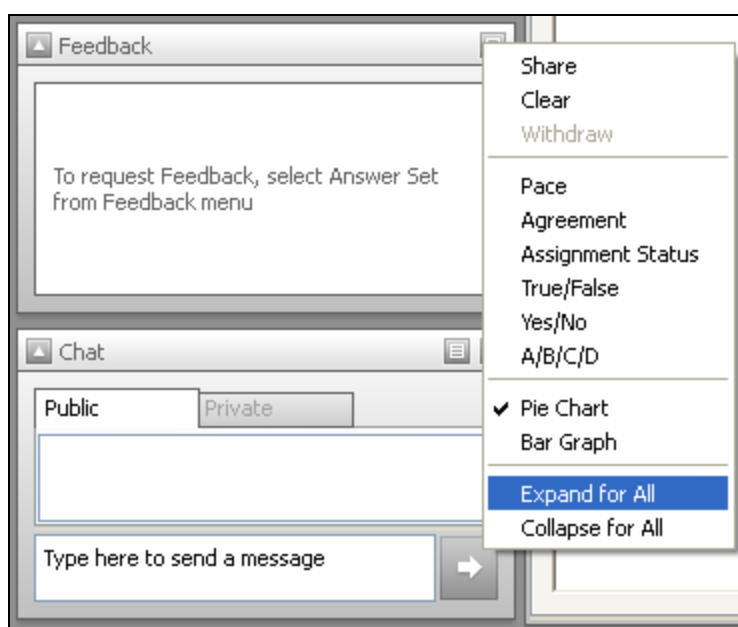 Feedback
To request Feedback, select Answer Set
from Feedback menu
Chat
Public
Private
Type here to send a message
Share
Clear
Withdraw
Pace
Agreement
Assignment Status
True/False
Yes/No
A/B/C/D
Pie Chart
Bar Graph
Expand for All
Collapse for All